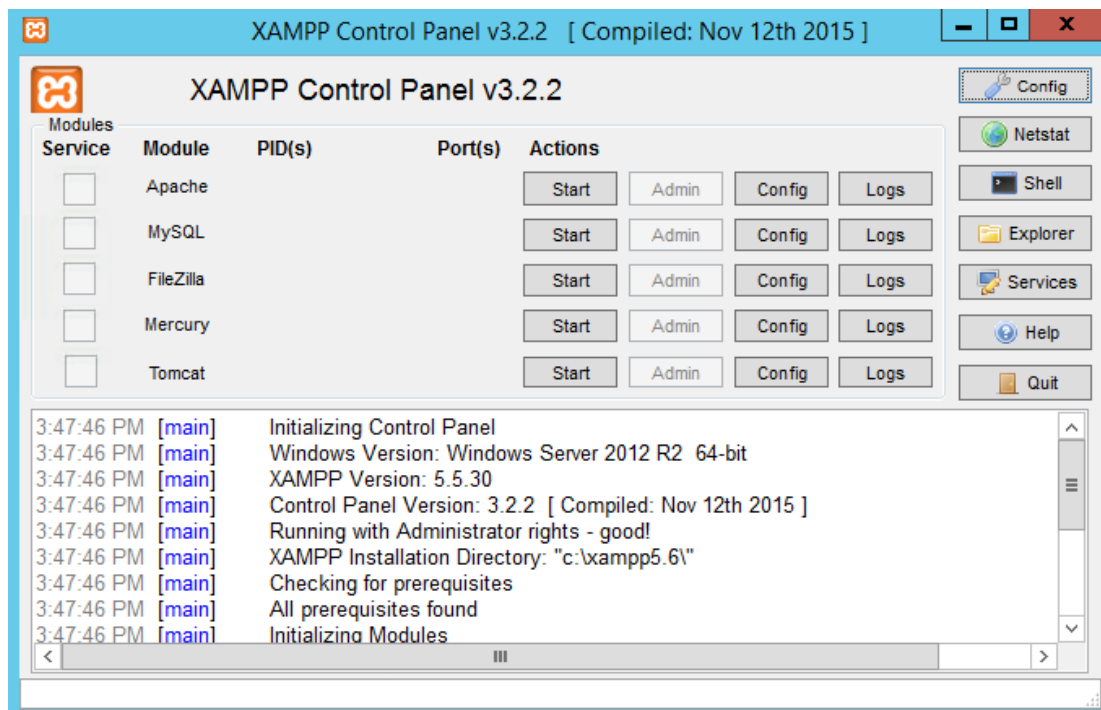 XAMPP Control Panel v3.2.2 [ Compiled: Nov 12th 2015 ]
XAMPP Control Panel v3.2.2
Config
Modules
Service Module PID(s) Port(s) Actions
Netstat
Apache Start Admin Config Logs
Shell
MySQL Start Admin Config Logs
Explorer
FileZilla Start Admin Config Logs
Services
Mercury Start Admin Config Logs
Help
Tomcat Start Admin Config Logs
Quit
3:47:46 PM [main] Initializing Control Panel
3:47:46 PM [main] Windows Version: Windows Server 2012 R2 64-bit
3:47:46 PM [main] XAMPP Version: 5.5.30
3:47:46 PM [main] Control Panel Version: 3.2.2 [ Compiled: Nov 12th 2015 ]
3:47:46 PM [main] Running with Administrator rights - good!
3:47:46 PM [main] XAMPP Installation Directory: "c:\xampp5.6\"
3:47:46 PM [main] Checking for prerequisites
3:47:46 PM [main] All prerequisites found
3:47:46 PM [main] Initializing Modules